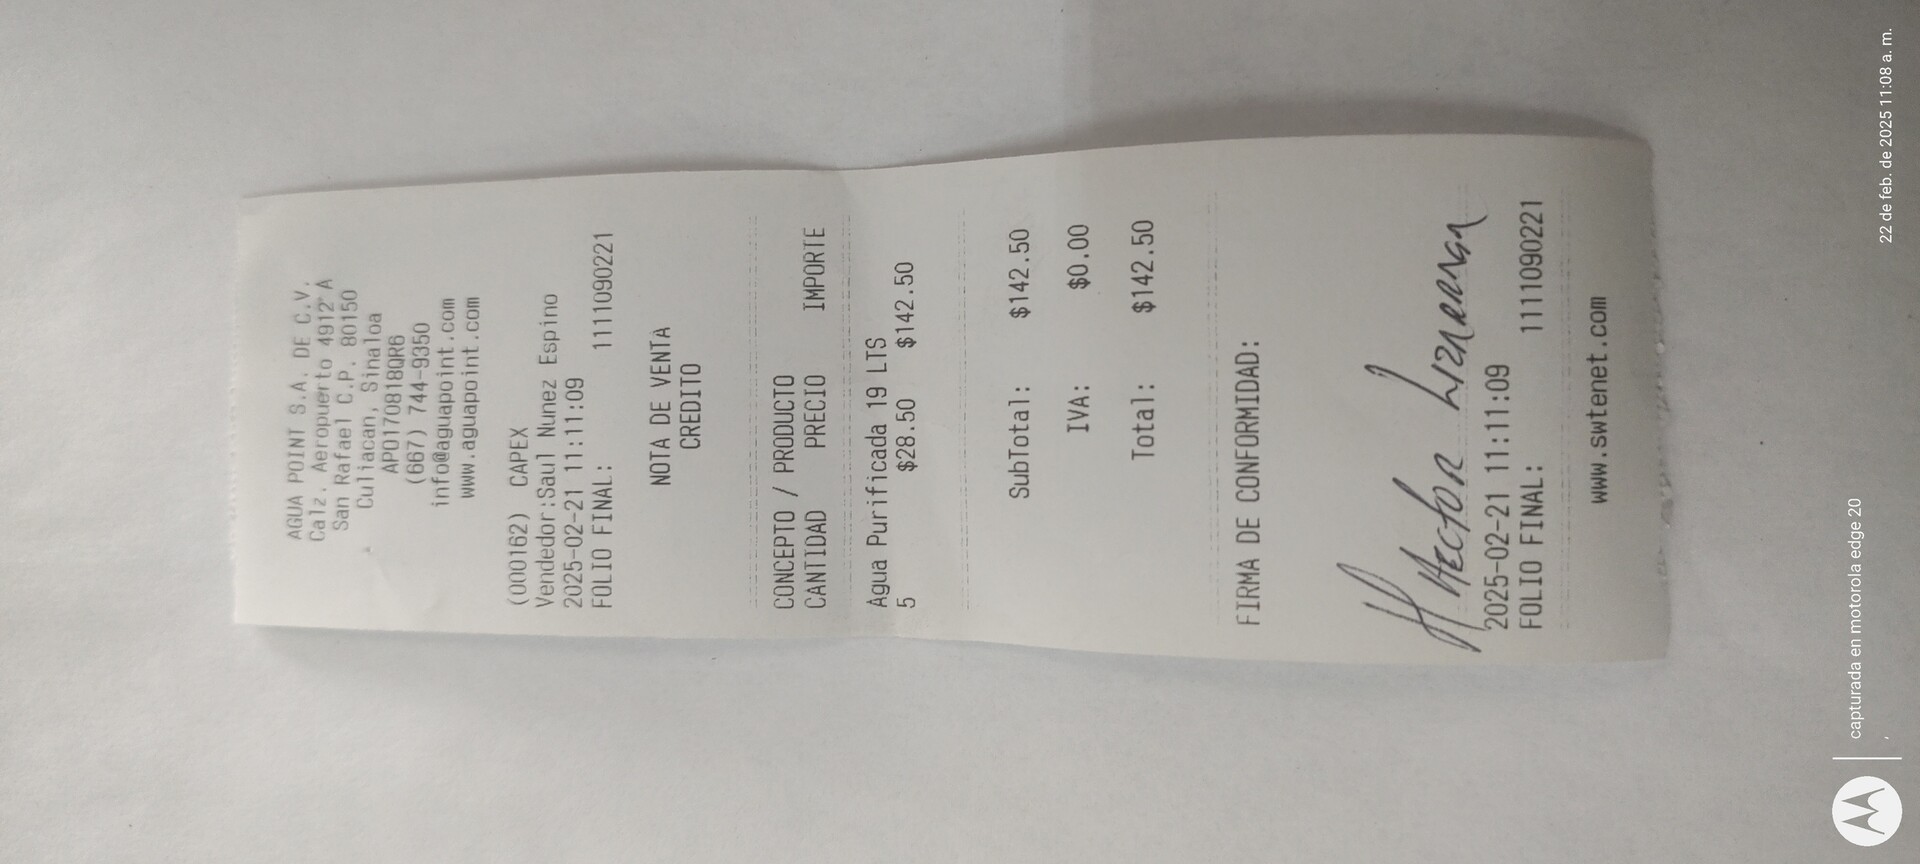 AGUA POINT S.A. DE C.V.
Calz. Aeropuerto 4912 A
San Rafael C.P. 80150
Culiacan, Sinaloa
APO170818QR6
(667) 744-9350
info@aguapoint.com
www.aguapoint.com
(000162) CAPEX
Vendedor:Saul Nunez Espino
2025-02-21 11:11:09
FOLIO FINAL: 1111090221
NOTA DE VENTA
CREDITO
CONCEPTO / PRODUCTO
CANTIDAD PRECIO IMPORTE
Agua Purificada 19 LTS
5 $28.50 $142.50
SubTotal: $142.50
IVA: $0.00
Total: $142.50
FIRMA DE CONFORMIDAD:
Hector Lizarraga
2025-02-21 11:11:09
FOLIO FINAL: 1111090221
www.swtenet.com
capturada en motorola edge 20
22 de feb. de 2025 11:08 a. m.